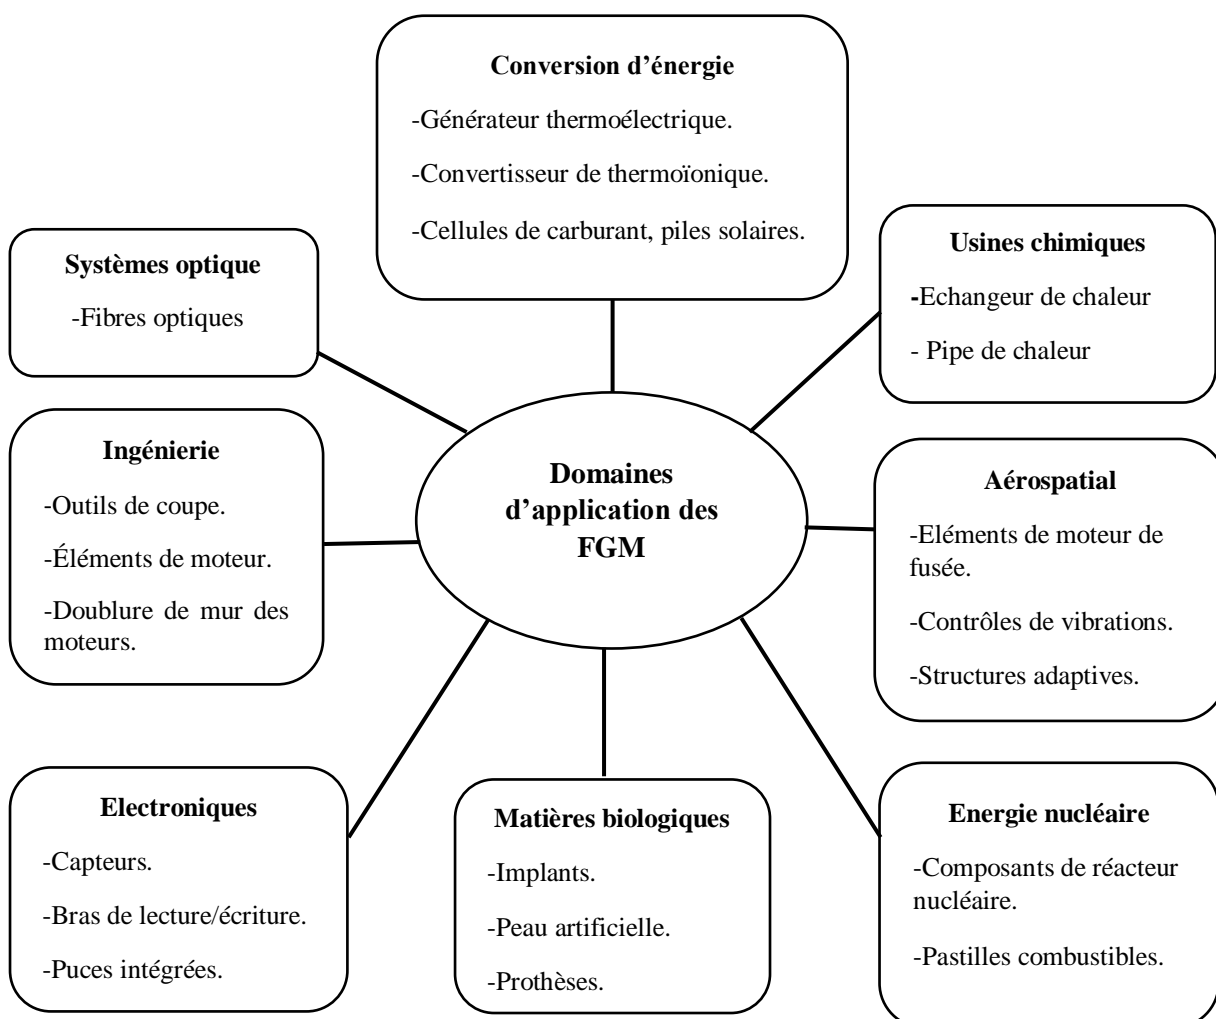 Conversion d’énergie
-Générateur thermoélectrique.
-Convertisseur de thermoïonique.
-Cellules de carburant, piles solaires.
Systèmes optique
-Fibres optiques
Usines chimiques
-Echangeur de chaleur
- Pipe de chaleur
Ingénierie
-Outils de coupe.
-Éléments de moteur.
-Doublure de mur des
moteurs.
Domaines
d’application des
FGM
Aérospatial
-Eléments de moteur de
fusée.
-Contrôles de vibrations.
-Structures adaptives.
Electroniques
-Capteurs.
-Bras de lecture/écriture.
-Puces intégrées.
Matières biologiques
-Implants.
-Peau artificielle.
-Prothèses.
Energie nucléaire
-Composants de réacteur
nucléaire.
-Pastilles combustibles.